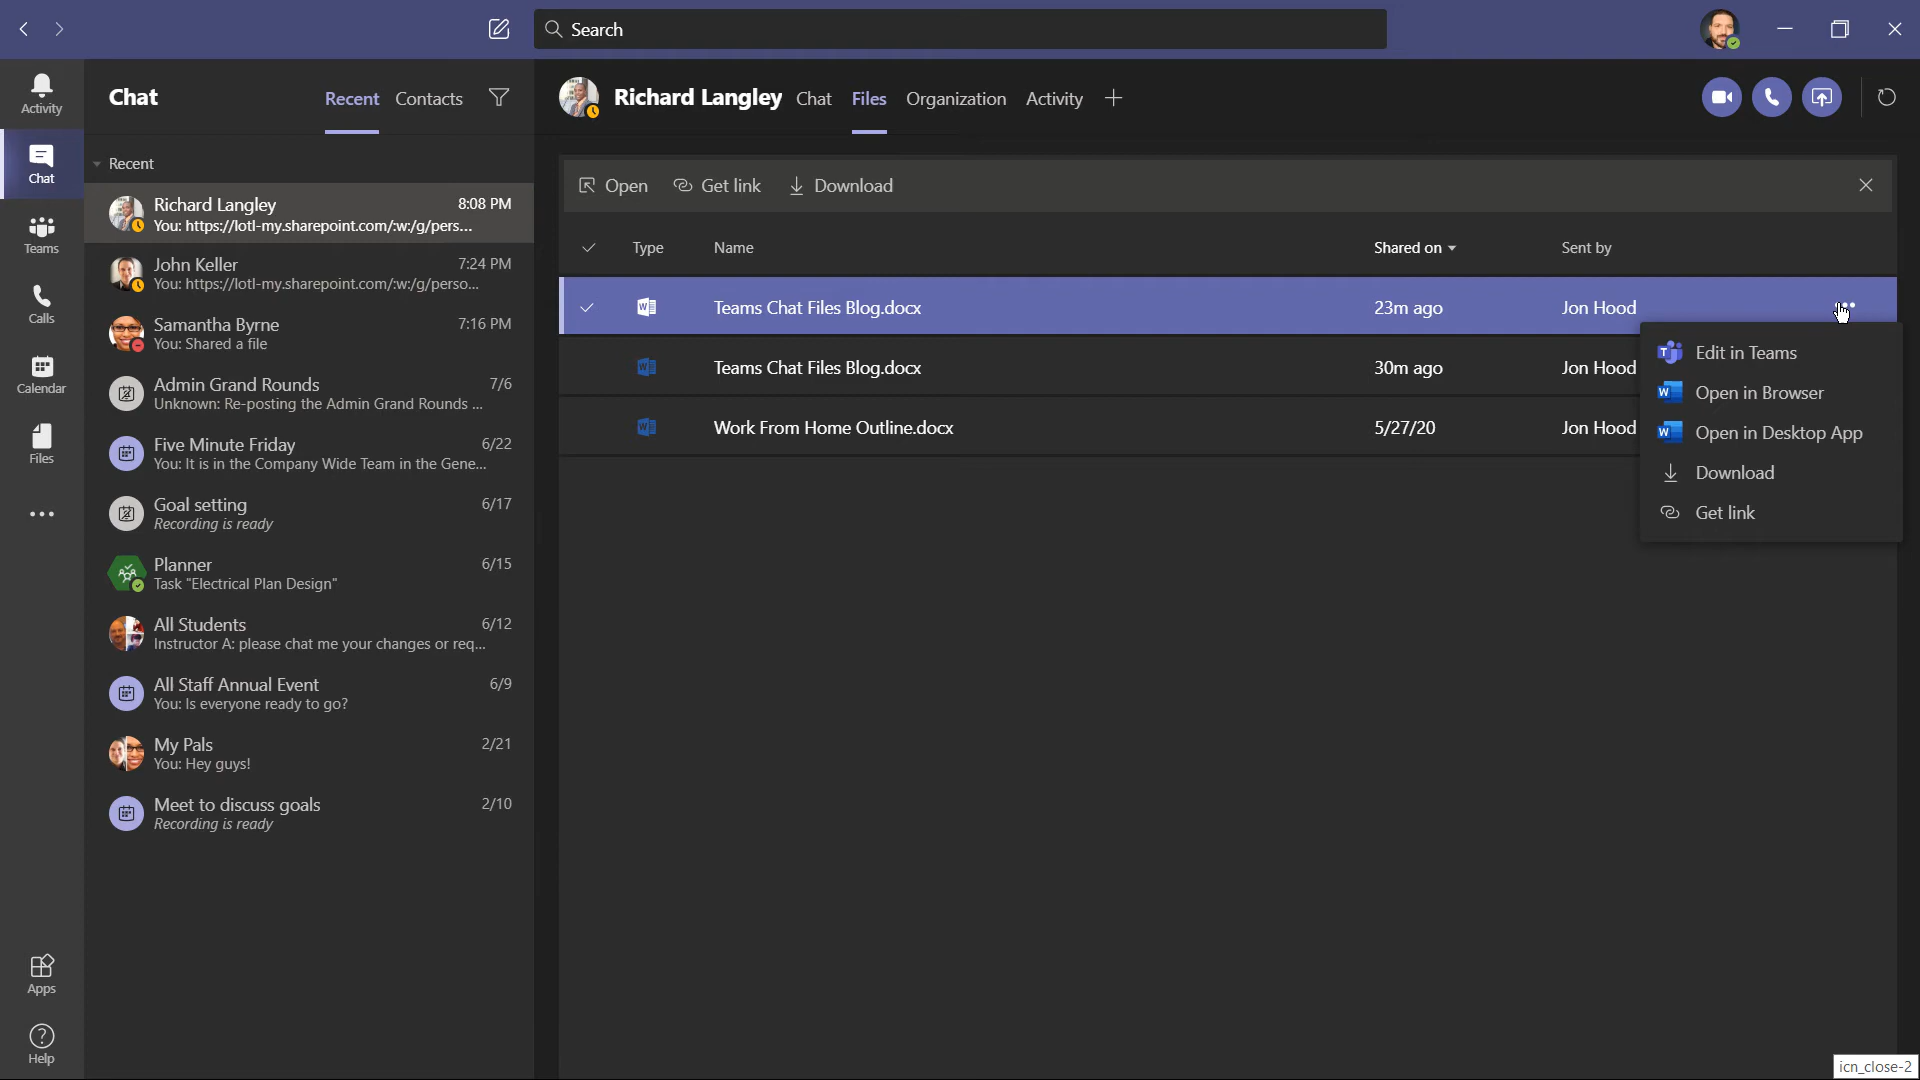 Search
Activity
Chat
Teams
Calls
Calendar
Files
Apps
Help
Chat
Recent
Contacts
Recent
Richard Langley 8:08 PM
You: https://lotl-my.sharepoint.com/:w:/g/pers...
John Keller 7:24 PM
You: https://lotl-my.sharepoint.com/:w:/g/perso...
Samantha Byrne 7:16 PM
You: Shared a file
Admin Grand Rounds 7/6
Unknown: Re-posting the Admin Grand Rounds ...
Five Minute Friday 6/22
You: It is in the Company Wide Team in the Gene...
Goal setting 6/17
Recording is ready
Planner 6/15
Task "Electrical Plan Design"
All Students 6/12
Instructor A: please chat me your changes or req...
All Staff Annual Event 6/9
You: Is everyone ready to go?
My Pals 2/21
You: Hey guys!
Meet to discuss goals 2/10
Recording is ready
Richard Langley Chat Files Organization Activity
Open Get link Download
Type Name Shared on Sent by
Teams Chat Files Blog.docx 23m ago Jon Hood
Teams Chat Files Blog.docx 30m ago Jon Hood
Work From Home Outline.docx 5/27/20 Jon Hood
Edit in Teams
Open in Browser
Open in Desktop App
Download
Get link
icn_close-2